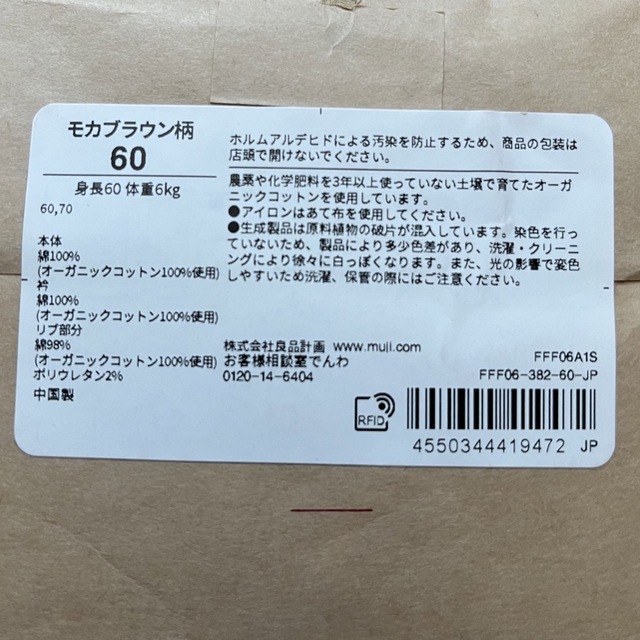 モカブラウン柄
60
身長60 体重6kg
60,70
本体
綿100%
(オーガニックコットン100%使用)
衿
綿100%
(オーガニックコットン100%使用)
リブ部分
綿98%
(オーガニックコットン100%使用)
ポリウレタン2%
中国製
ホルムアルデヒドによる汚染を防止するため、商品の包装は
店頭で開けないでください。
農薬や化学肥料を3年以上使っていない土壌で育てたオーガ
ニックコットンを使用しています。
●アイロンはあて布を使用してください。
●生成製品は原料植物の破片が混入しています。染色を行っ
ていないため、製品により多少色差があり、洗濯・クリーニ
ングにより徐々に白っぽくなります。また、光の影響で変色
しやすいため洗濯、保管の際にはご注意ください。
株式会社良品計画 www.muji.com
お客様相談室でんわ
0120-14-6404
FFF06A1S
FFF06-382-60-JP
RFID
4550344419472 JP